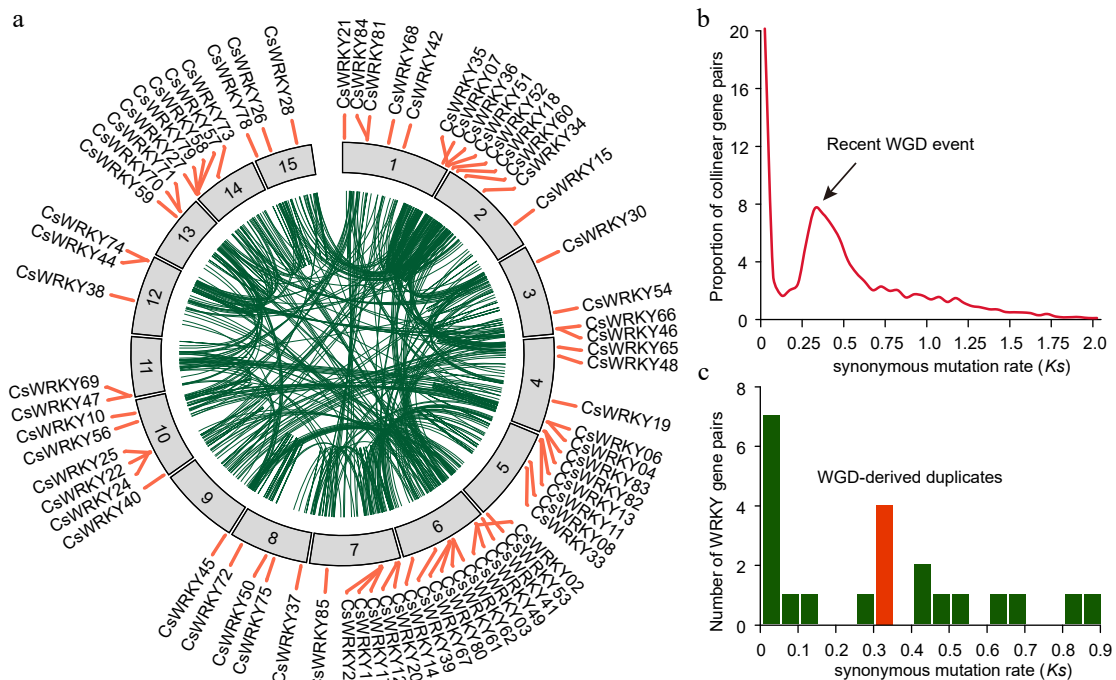 a
CsWRKY21
CsWRKY84
CsWRKY81
CsWRKY68
CsWRKY42
CsWRKY35
CsWRKY07
CsWRKY36
CsWRKY51
CsWRKY52
CsWRKY18
CsWRKY60
CsWRKY34
CsWRKY15
CsWRKY30
CsWRKY54
CsWRKY66
CsWRKY46
CsWRKY65
CsWRKY48
CsWRKY19
CsWRKY06
CsWRKY04
CsWRKY83
CsWRKY82
CsWRKY13
CsWRKY11
CsWRKY08
CsWRKY33
CsWRKY02
CsWRKY53
CsWRKY41
CsWRKY49
CsWRKY03
CsWRKY62
CsWRKY61
CsWRKY80
CsWRKY67
CsWRKY39
CsWRKY14
CsWRKY20
CsWRKY85
CsWRKY37
CsWRKY75
CsWRKY50
CsWRKY72
CsWRKY45
CsWRKY40
CsWRKY24
CsWRKY22
CsWRKY25
CsWRKY56
CsWRKY10
CsWRKY47
CsWRKY69
CsWRKY38
CsWRKY44
CsWRKY74
CsWRKY59
CsWRKY70
CsWRKY71
CsWRKY27
CsWRKY79
CsWRKY58
CsWRKY57
CsWRKY73
CsWRKY78
CsWRKY26
CsWRKY28
1
2
3
4
5
6
7
8
9
10
11
12
13
14
15
b
Proportion of collinear gene pairs
20
16
12
8
4
0
Recent WGD event
0 0.25 0.5 0.75 1.0 1.25 1.5 1.75 2.0
synonymous mutation rate (Ks)
c
Number of WRKY gene pairs
8
6
4
2
0
WGD-derived duplicates
0 0.1 0.2 0.3 0.4 0.5 0.6 0.7 0.8 0.9
synonymous mutation rate (Ks)